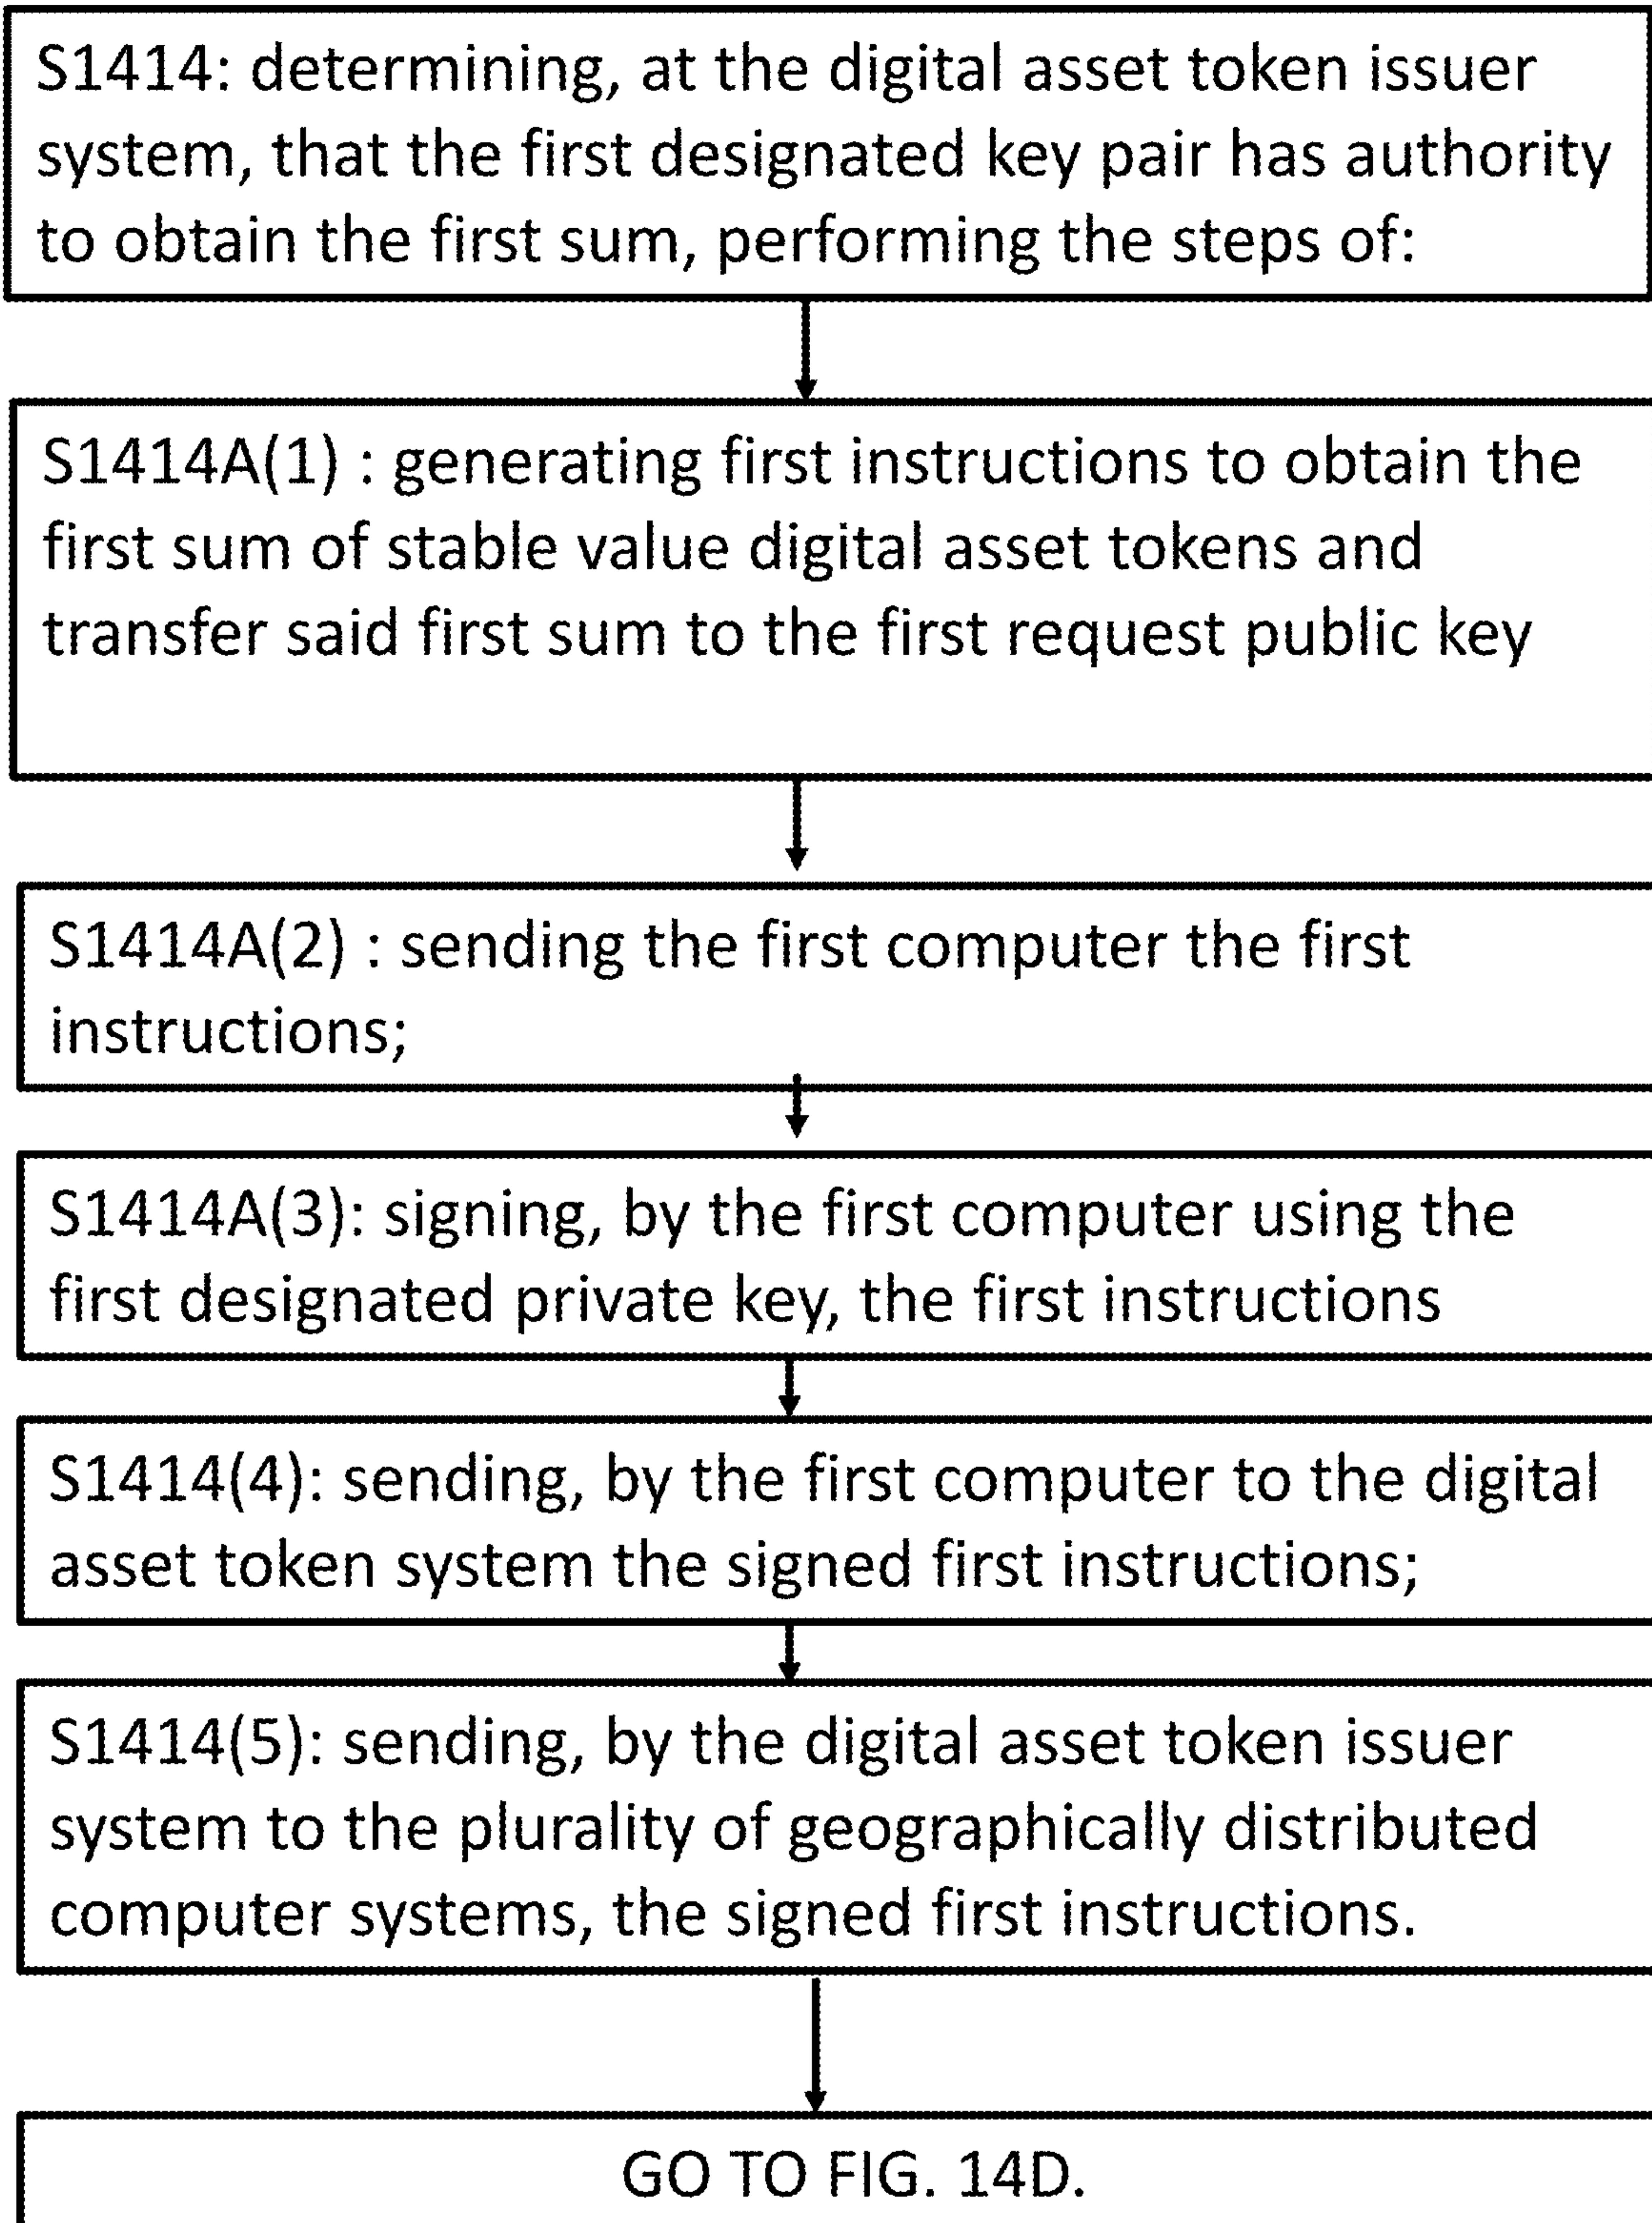 S1414: determining, at the digital asset token issuer
system, that the first designated key pair has authority
to obtain the first sum, performing the steps of:
S1414A(1) : generating first instructions to obtain the
first sum of stable value digital asset tokens and
transfer said first sum to the first request public key
S1414A(2) : sending the first computer the first
instructions;
S1414A(3): signing, by the first computer using the
first designated private key, the first instructions
S1414(4): sending, by the first computer to the digital
asset token system the signed first instructions;
S1414(5): sending, by the digital asset token issuer
system to the plurality of geographically distributed
computer systems, the signed first instructions.
GO TO FIG. 14D.